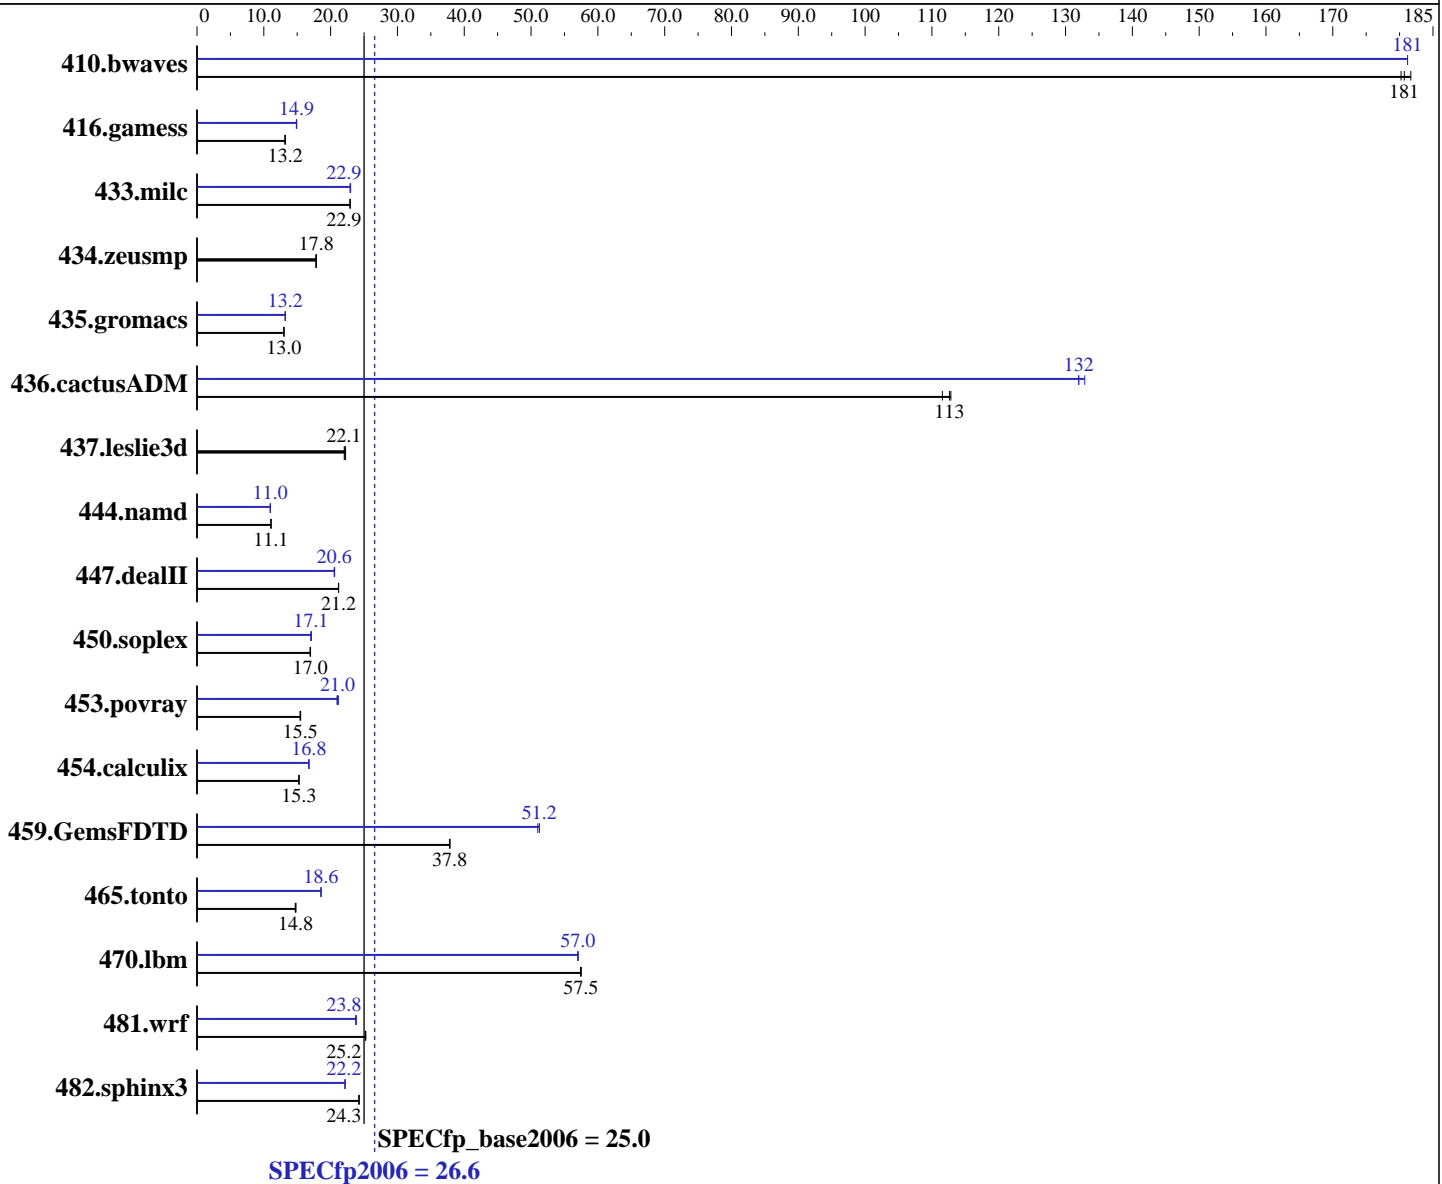 0 10.0 20.0 30.0 40.0 50.0 60.0 70.0 80.0 90.0 100 110 120 130 140 150 160 170 185
410.bwaves 181
181
416.gamess 14.9
13.2
433.milc 22.9
22.9
434.zeusmp 17.8
435.gromacs 13.2
13.0
436.cactusADM 132
113
437.leslie3d 22.1
444.namd 11.0
11.1
447.dealII 20.6
21.2
450.soplex 17.1
17.0
453.povray 21.0
15.5
454.calculix 16.8
15.3
459.GemsFDTD 51.2
37.8
465.tonto 18.6
14.8
470.lbm 57.0
57.5
481.wrf 23.8
25.2
482.sphinx3 22.2
24.3
SPECfp_base2006 = 25.0
SPECfp2006 = 26.6